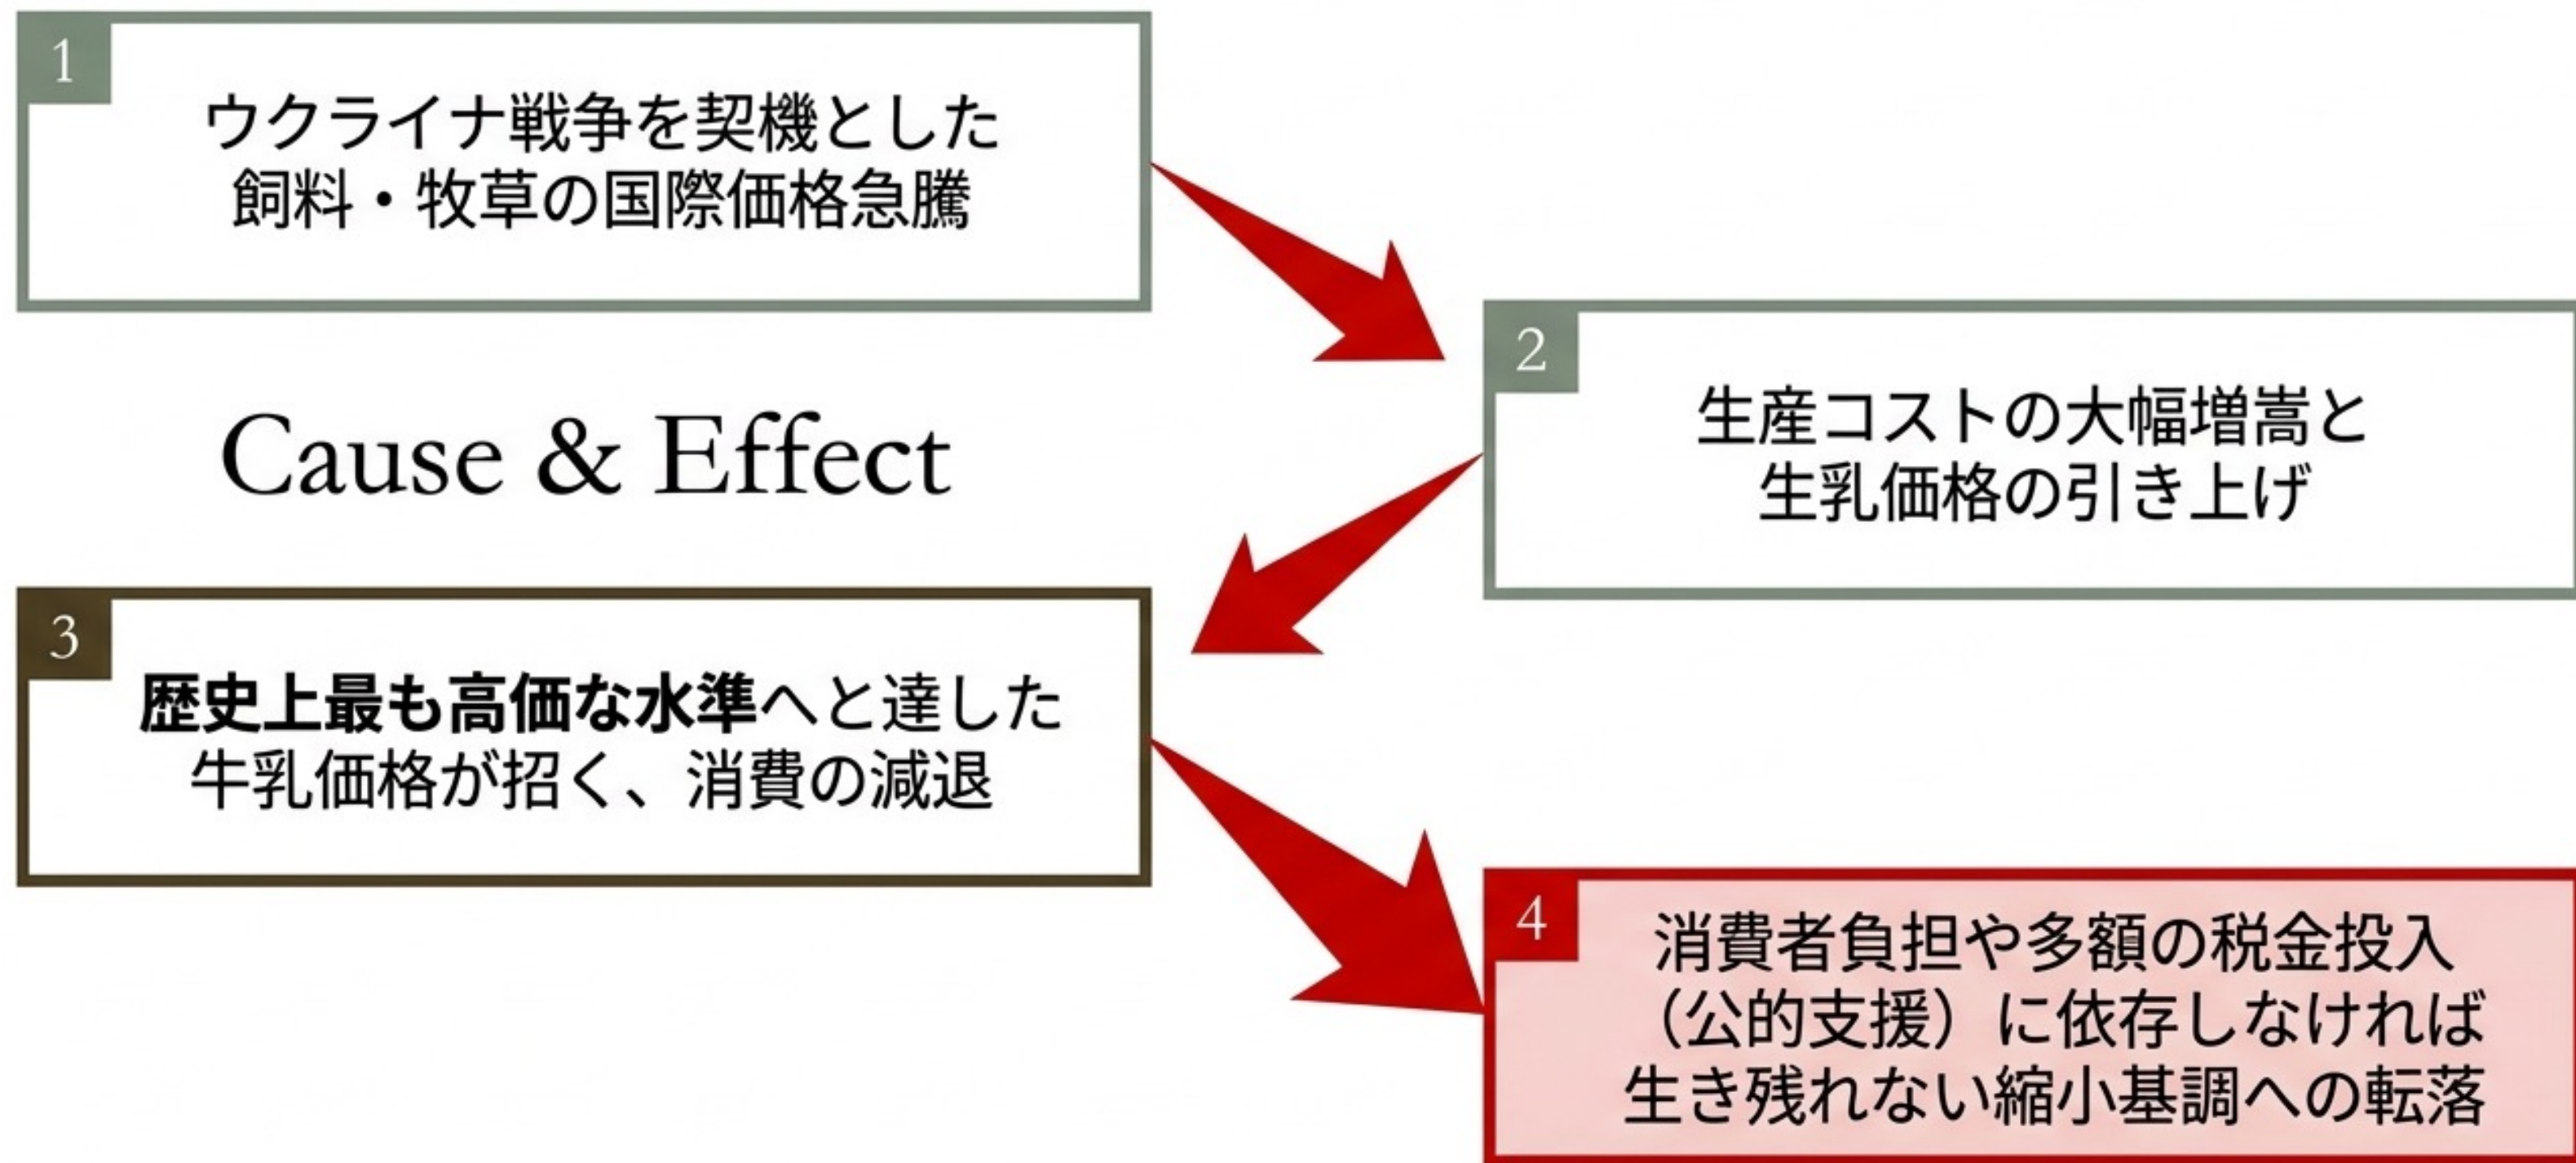 1
ウクライナ戦争を契機とした
飼料・牧草の国際価格急騰
Cause & Effect
2
生産コストの大幅増嵩と
生乳価格の引き上げ
3
歴史上最も高価な水準へと達した
牛乳価格が招く、消費の減退
4
消費者負担や多額の税金投入
（公的支援）に依存しなければ
生き残れない縮小基調への転落